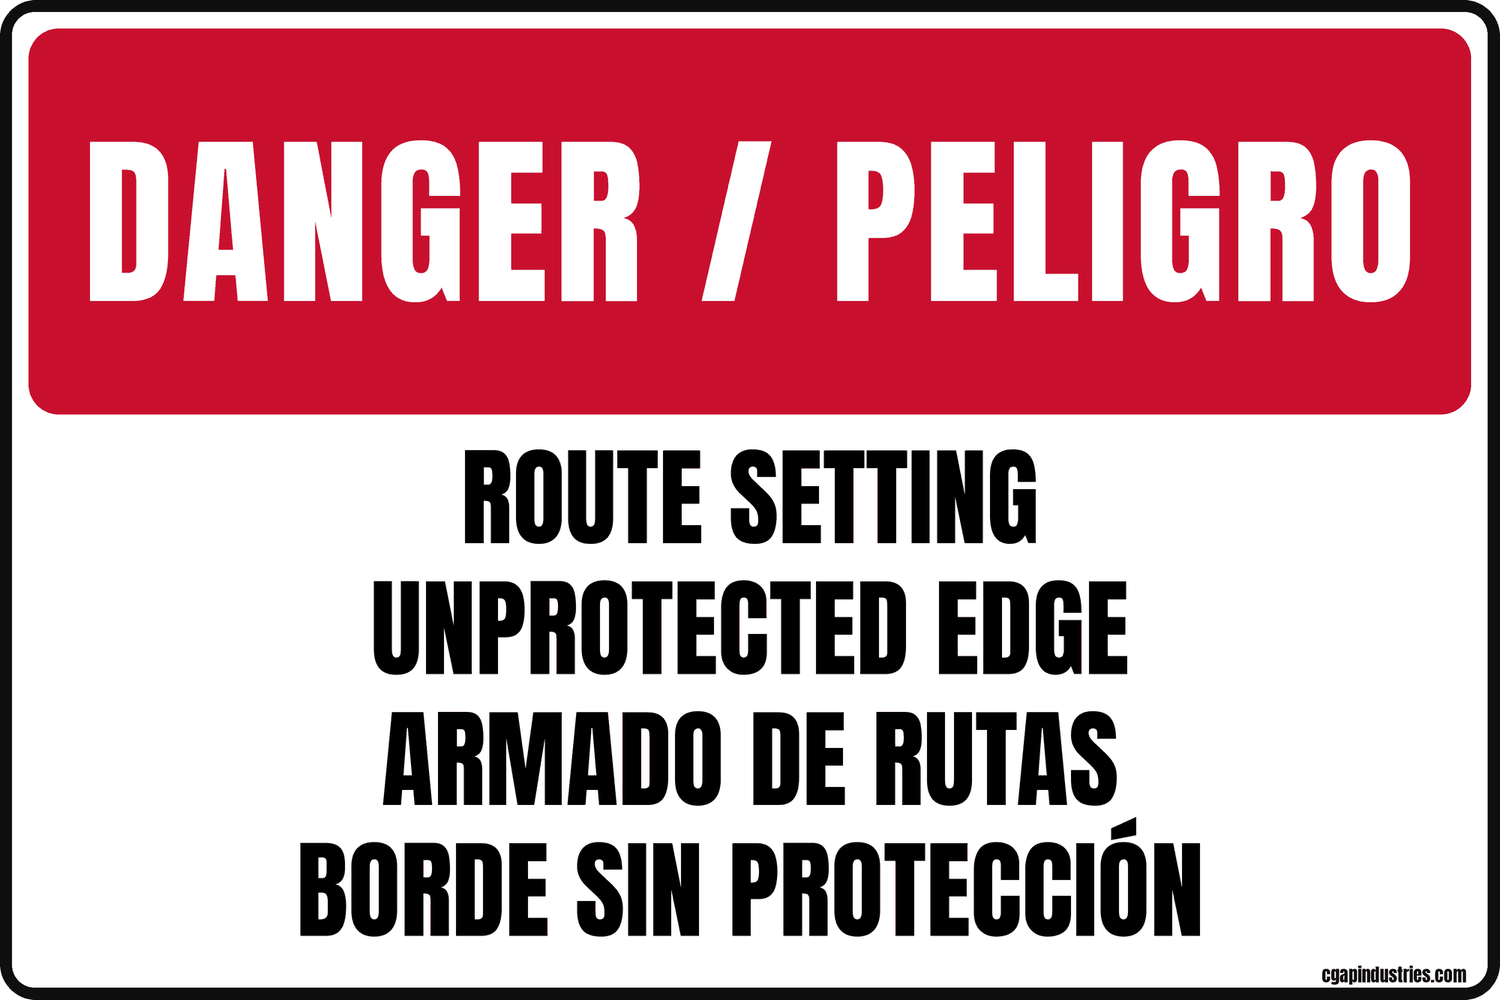 DANGER / PELIGRO
ROUTE SETTING
UNPROTECTED EDGE
ARMADO DE RUTAS
BORDE SIN PROTECCIÓN
cgapindustries.com